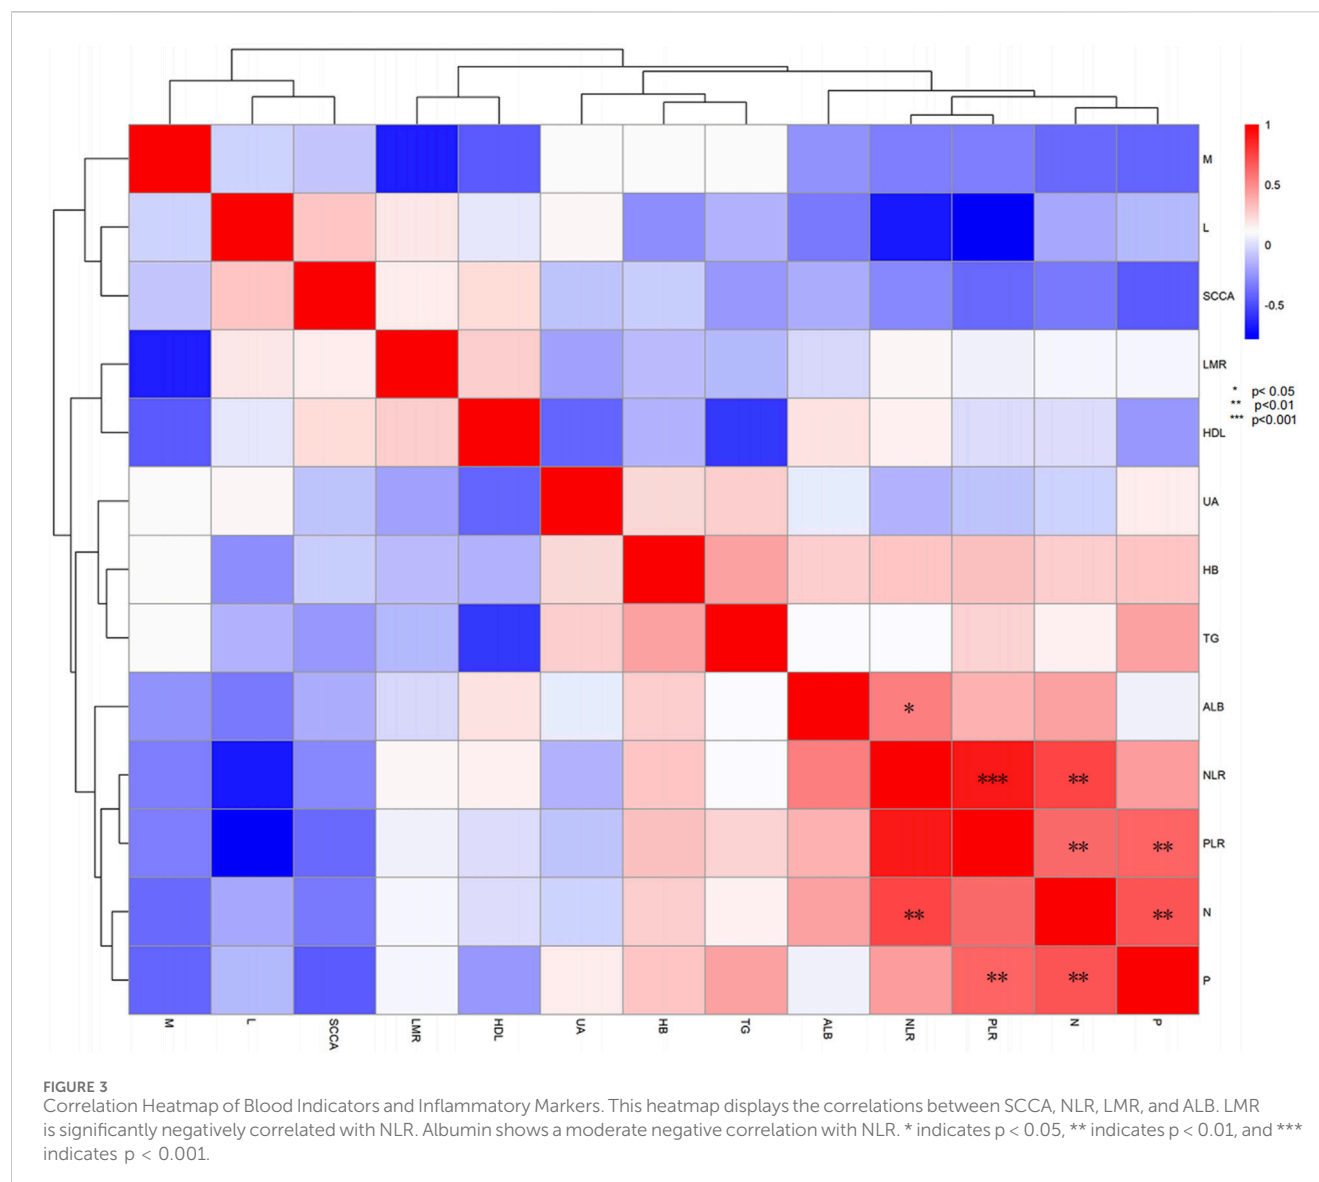 1
0.5
0
-0.5
* p< 0.05
** p<0.01
*** p<0.001
M
L
SCCA
LMR
HDL
UA
HB
TG
ALB
*
NLR
*** **
PLR
** **
N
** **
P
** **
M L SCCA LMR HDL UA HB TG ALB NLR PLR N P
FIGURE 3
Correlation Heatmap of Blood Indicators and Inflammatory Markers. This heatmap displays the correlations between SCCA, NLR, LMR, and ALB. LMR
is significantly negatively correlated with NLR. Albumin shows a moderate negative correlation with NLR. * indicates p < 0.05, ** indicates p < 0.01, and ***
indicates p < 0.001.